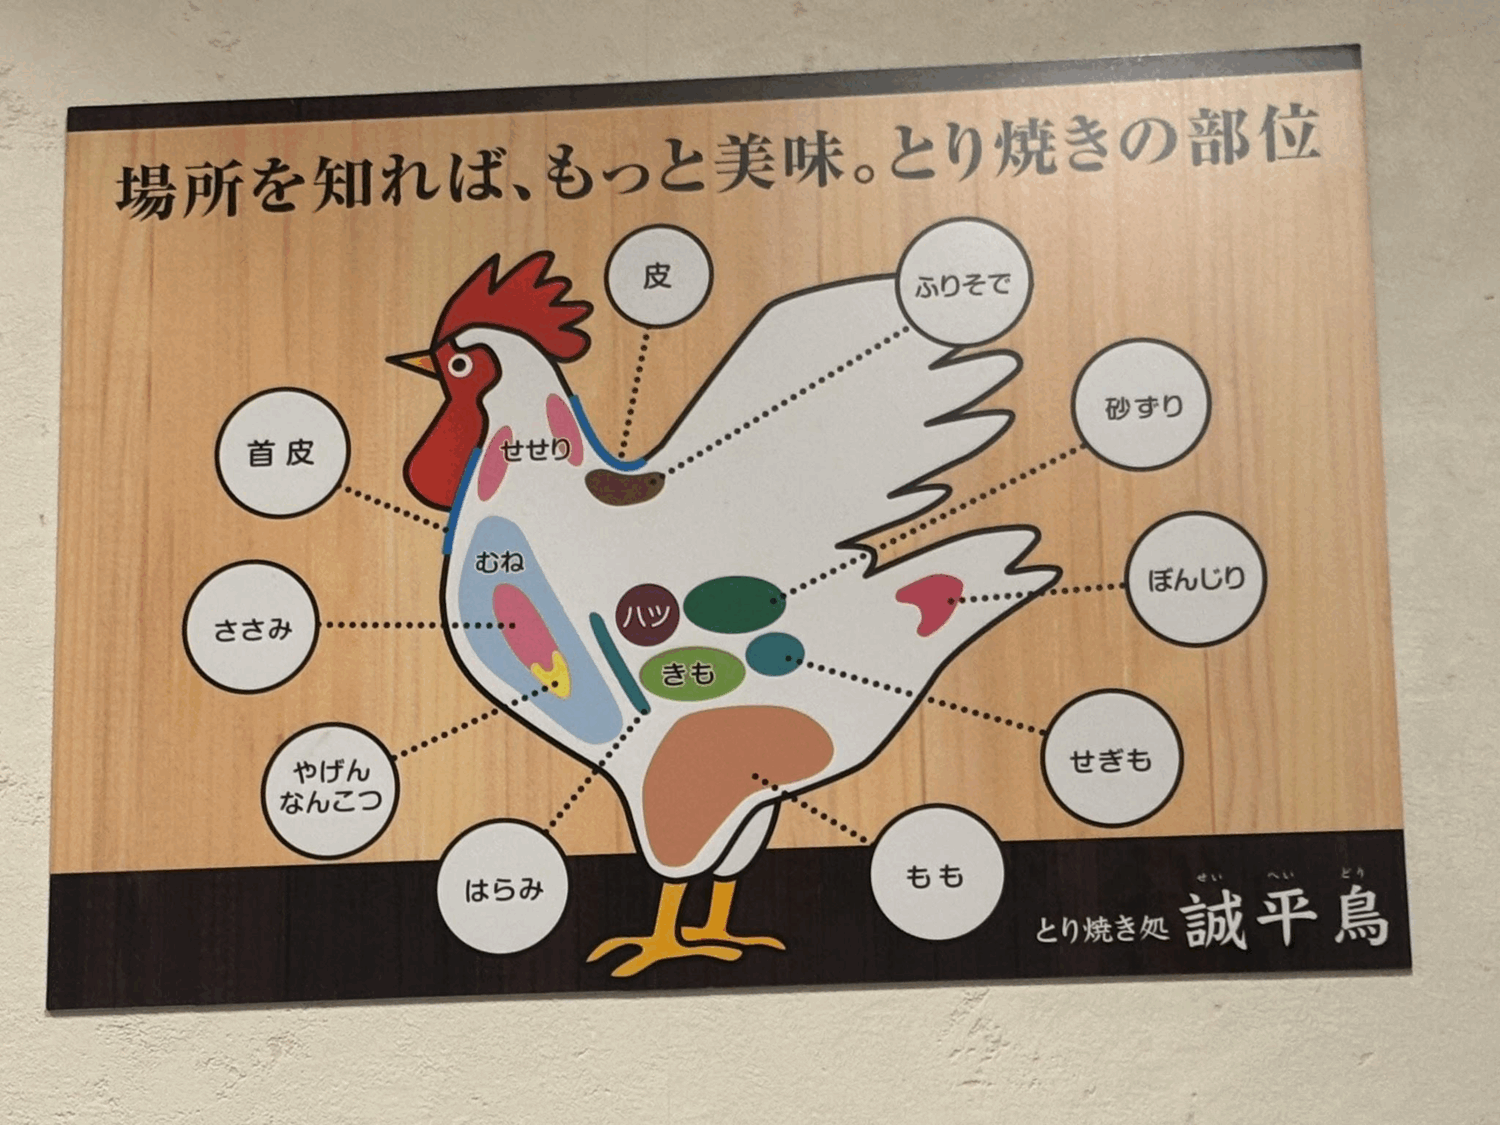 場所を知れば、もっと美味。とり焼きの部位
皮
ふりそで
砂ずり
首皮
せせり
むね
ぼんじり
ささみ
ハツ
きも
せぎも
やげん
なんこつ
はらみ
もも
せい へい どり
とり焼き処 誠平鳥